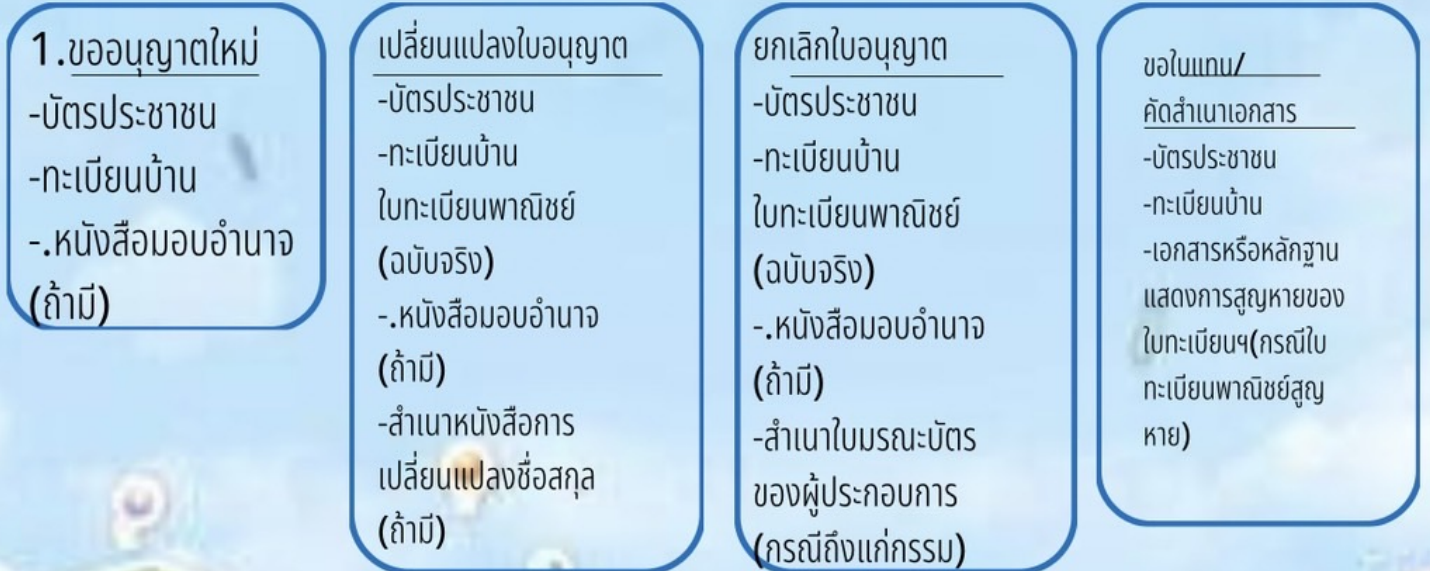 1.ขออนุญาตใหม่
-บัตรประชาชน
-ทะเบียนบ้าน
-.หนังสือมอบอำนาจ
(ถ้ามี)
เปลี่ยนแปลงใบอนุญาต
-บัตรประชาชน
-ทะเบียนบ้าน
ใบทะเบียนพาณิชย์
(ฉบับจริง)
-.หนังสือมอบอำนาจ
(ถ้ามี)
-สำเนาหนังสือการ
เปลี่ยนแปลงชื่อสกุล
(ถ้ามี)
ยกเลิกใบอนุญาต
-บัตรประชาชน
-ทะเบียนบ้าน
ใบทะเบียนพาณิชย์
(ฉบับจริง)
-.หนังสือมอบอำนาจ
(ถ้ามี)
-สำเนาใบมรณะบัตร
ของผู้ประกอบการ
(กรณีถึงแก่กรรม)
ขอใบแทน/
คัดสำเนาเอกสาร
-บัตรประชาชน
-ทะเบียนบ้าน
-เอกสารหรือหลักฐาน
แสดงการสูญหายของ
ใบทะเบียนฯ(กรณีใบ
ทะเบียนพาณิชย์สูญ
หาย)